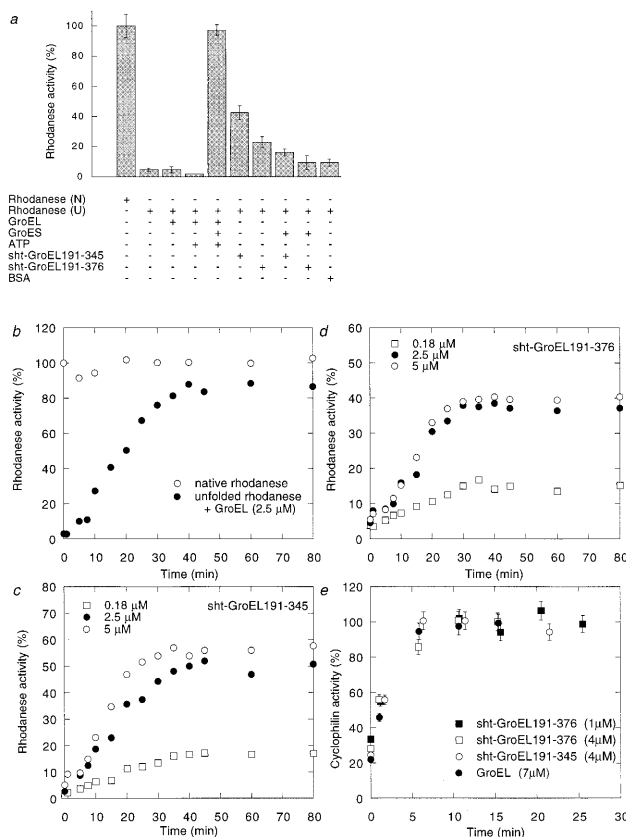 a
Rhodanese activity (%)
100
80
60
40
20
0
Rhodanese (N) + - - - - - - - - -
Rhodanese (U) - + + + + + + + + +
GroEL - - + + + - - - - -
GroES - - - - + - - + + -
ATP - - - + + - - - - -
sht-GroEL191-345 - - - - - + - + - -
sht-GroEL191-376 - - - - - - + - + -
BSA - - - - - - - - - +
b
Rhodanese activity (%)
120
100
80
60
40
20
0
native rhodanese
unfolded rhodanese
+ GroEL (2.5 μM)
0 10 20 30 40 50 60 70 80
Time (min)
d
Rhodanese activity (%)
60
50
40
30
20
10
0
0.18 μM
2.5 μM
5 μM
sht-GroEL191-376
0 10 20 30 40 50 60 70 80
Time (min)
c
Rhodanese activity (%)
90
80
70
60
50
40
30
20
10
0
0.18 μM
2.5 μM
5 μM
sht-GroEL191-345
0 10 20 30 40 50 60 70 80
Time (min)
e
Cyclophilin activity (%)
120
100
80
60
40
20
0
sht-GroEL191-376 (1μM)
sht-GroEL191-376 (4μM)
sht-GroEL191-345 (4μM)
GroEL (7μM)
0 5 10 15 20 25 30
Time (min)